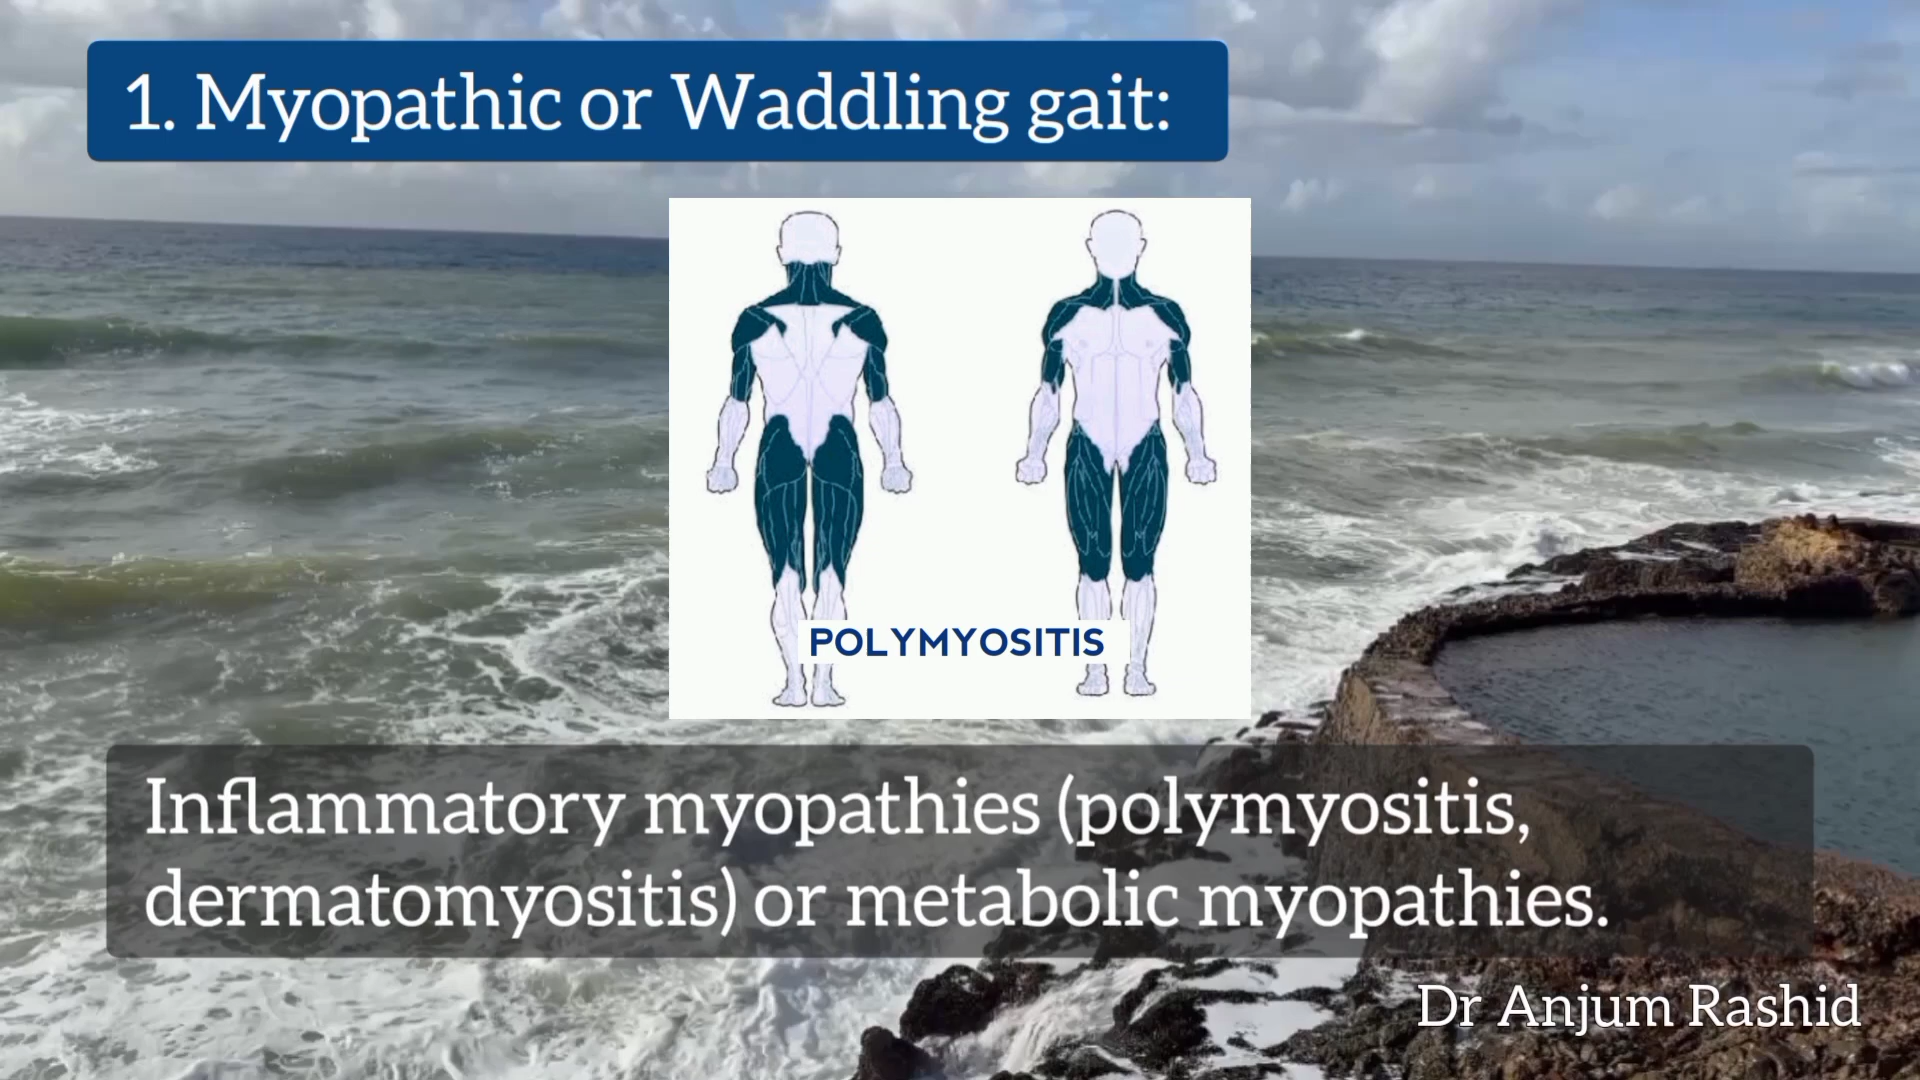 1. Myopathic or Waddling gait:
POLYMYOSITIS
Inflammatory myopathies (polymyositis,
dermatomyositis) or metabolic myopathies.
Dr Anjum Rashid